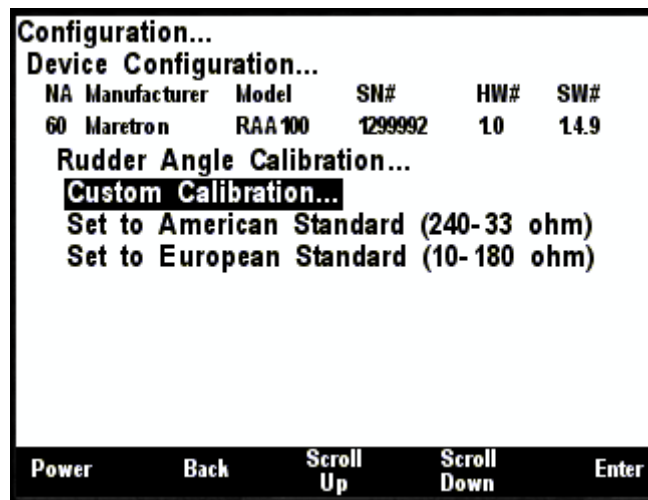 Configuration...
Device Configuration...
NA Manufacturer Model SN# HW# SW#
60 Maretron RAA100 1299992 1.0 1.4.9
Rudder Angle Calibration...
Custom Calibration...
Set to American Standard (240-33 ohm)
Set to European Standard (10-180 ohm)
Power Back Scroll Up Scroll Down Enter